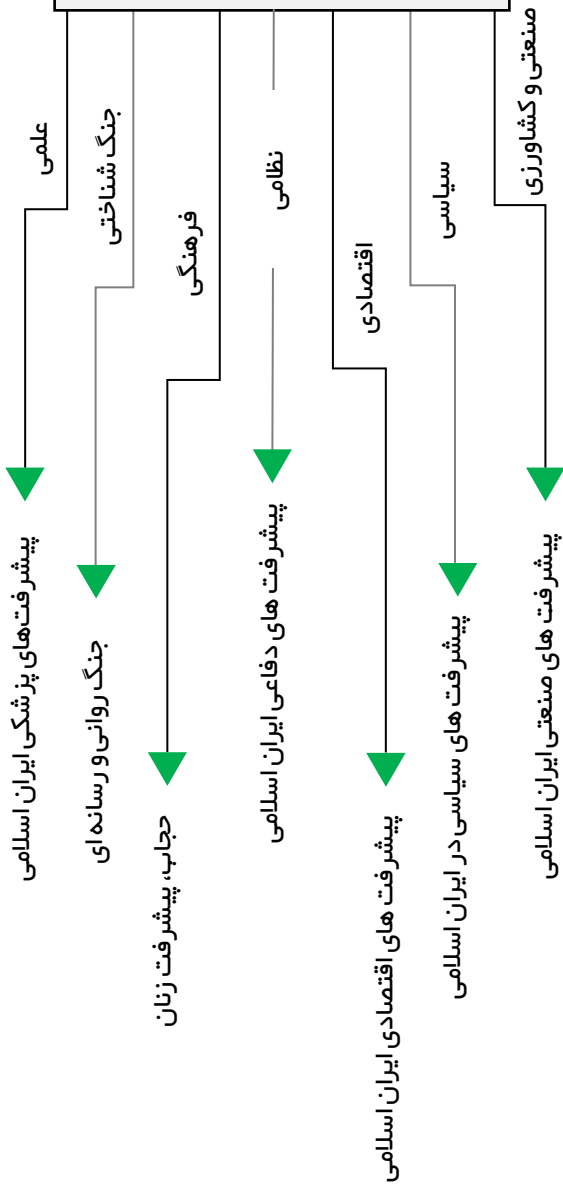 صنعتی و کشاورزی
سیاسی
اقتصادی
نظامی
فرهنگی
جنگ شناختی
علمی
پیشرفت های صنعتی ایران اسلامی
پیشرفت های سیاسی در ایران اسلامی
پیشرفت های اقتصادی ایران اسلامی
پیشرفت های دفاعی ایران اسلامی
حجاب، پیشرفت زنان
جنگ روانی و رسانه ای
پیشرفت‌های پزشکی ایران اسلامی